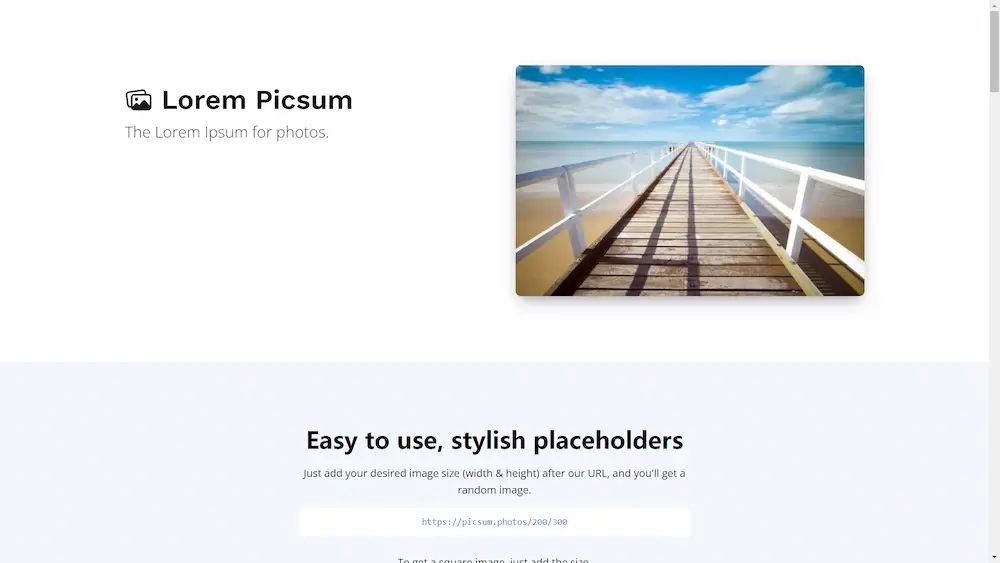 Lorem Picsum
The Lorem Ipsum for photos.
Easy to use, stylish placeholders
Just add your desired image size (width & height) after our URL, and you'll get a
random image.
https://picsum.photos/200/300
To get a square image, just add the size.